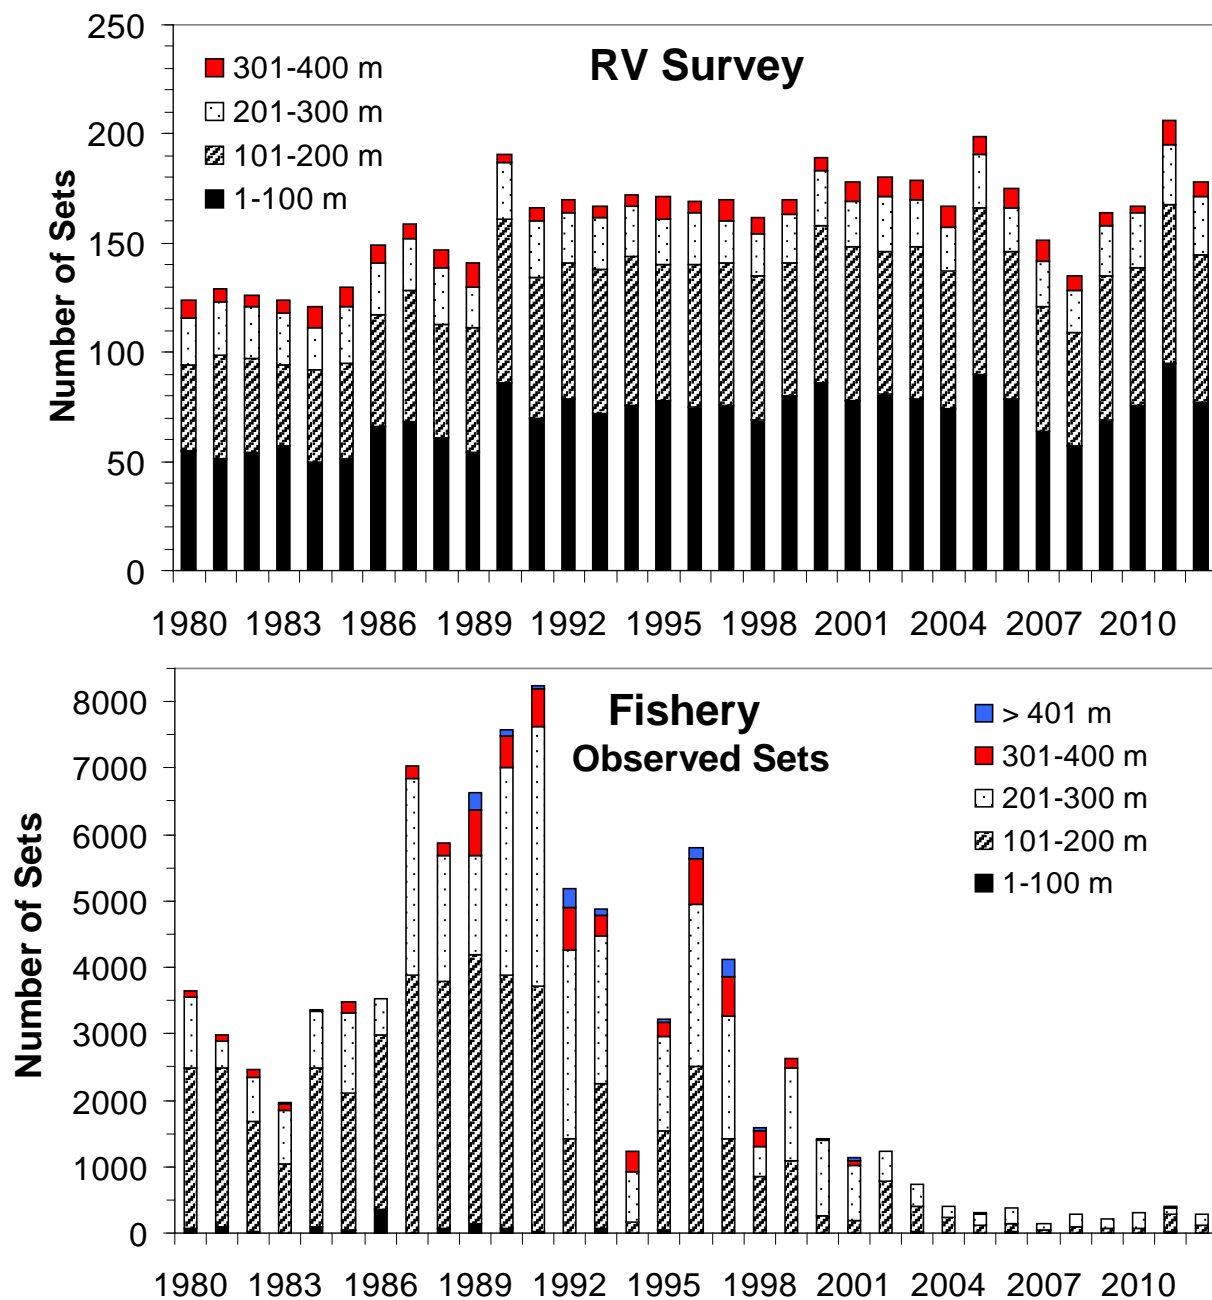 250
RV Survey
301-400 m
201-300 m
200
101-200 m
1-100 m
150
Number of Sets
100
50
0
1980 1983 1986 1989 1992 1995 1998 2001 2004 2007 2010
8000
Fishery
Observed Sets
> 401 m
301-400 m
201-300 m
101-200 m
1-100 m
7000
6000
5000
Number of Sets
4000
3000
2000
1000
0
1980 1983 1986 1989 1992 1995 1998 2001 2004 2007 2010